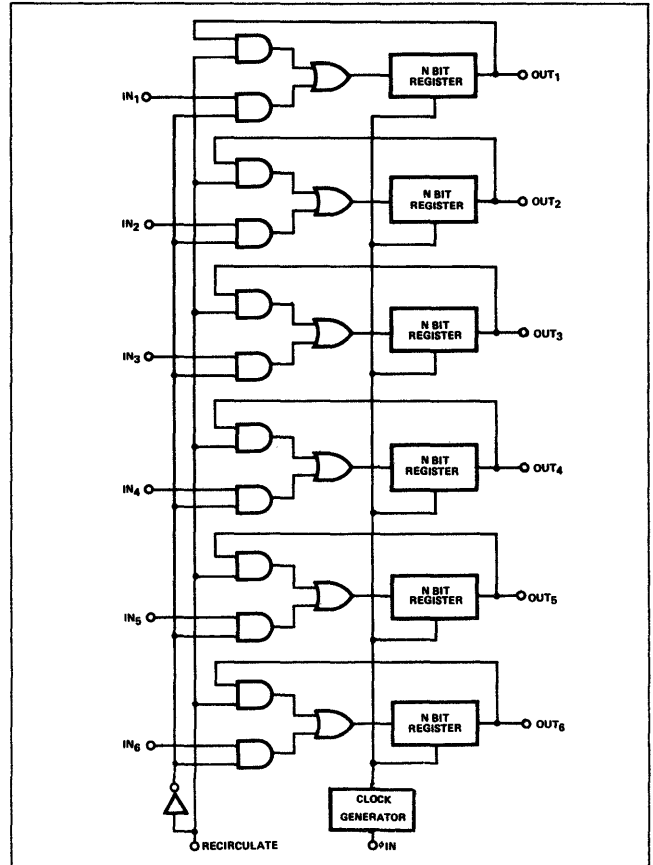 N BIT
REGISTER
OUT₁
IN₁
N BIT
REGISTER
OUT₂
IN₂
N BIT
REGISTER
OUT₃
IN₃
N BIT
REGISTER
OUT₄
IN₄
N BIT
REGISTER
OUT₅
IN₅
N BIT
REGISTER
OUT₆
IN₆
CLOCK
GENERATOR
RECIRCULATE
ϕIN